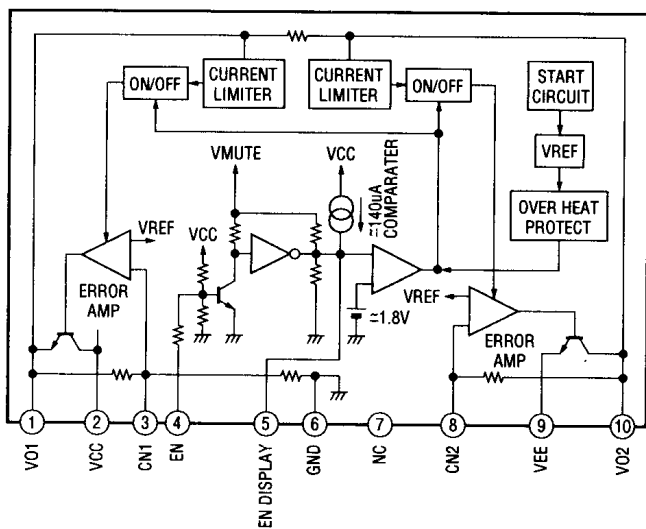 ON/OFF
CURRENT
LIMITER
CURRENT
LIMITER
ON/OFF
START
CIRCUIT
VMUTE
VCC
≃140uA
COMPARATER
VREF
OVER HEAT
PROTECT
VREF
VCC
ERROR
AMP
≃1.8V
VREF
ERROR
AMP
1
2
3
4
5
6
7
8
9
10
VO1
VCC
CN1
EN
EN DISPLAY
GND
NC
CN2
VEE
VO2